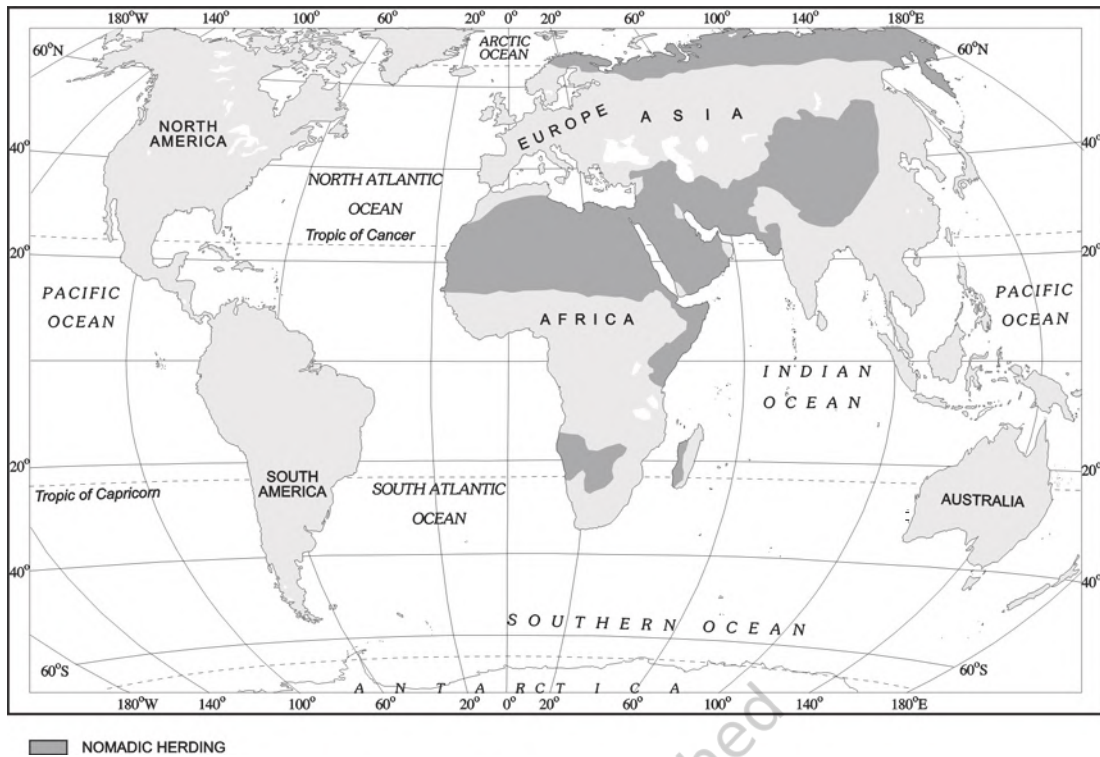 180°W 140° 100° 60° 20° 0° 20° 60° 100° 140° 180°E
ARCTIC
OCEAN
60°N
60°N
NORTH
AMERICA
EUROPE
ASIA
40°
40°
NORTH ATLANTIC
OCEAN
Tropic of Cancer
20°
20°
PACIFIC
OCEAN
AFRICA
PACIFIC
OCEAN
0°
0°
INDIAN
OCEAN
20°
20°
Tropic of Capricorn
SOUTH
AMERICA
SOUTH ATLANTIC
OCEAN
AUSTRALIA
40°
40°
SOUTHERN OCEAN
60°S
60°S
ANTARCTICA
180°W 140° 100° 60° 20° 0° 20° 60° 100° 140° 180°E
NOMADIC HERDING